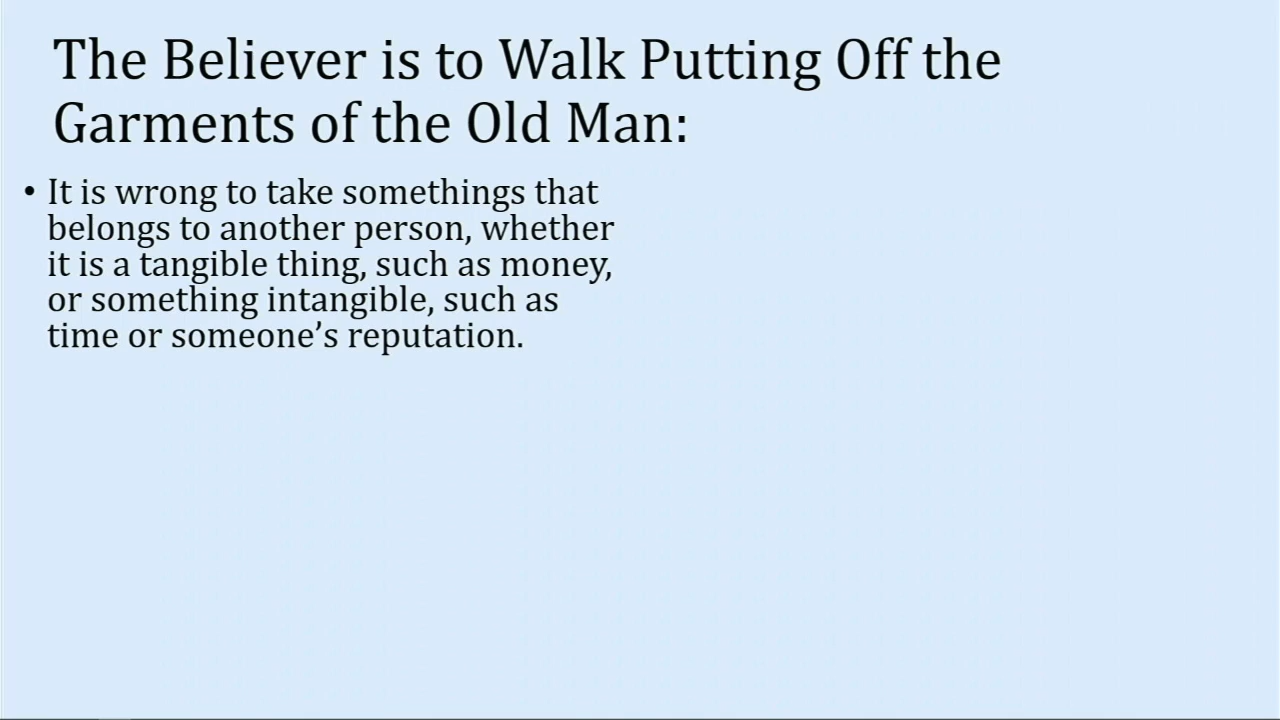 The Believer is to Walk Putting Off the
Garments of the Old Man:
• It is wrong to take somethings that
belongs to another person, whether
it is a tangible thing, such as money,
or something intangible, such as
time or someone’s reputation.